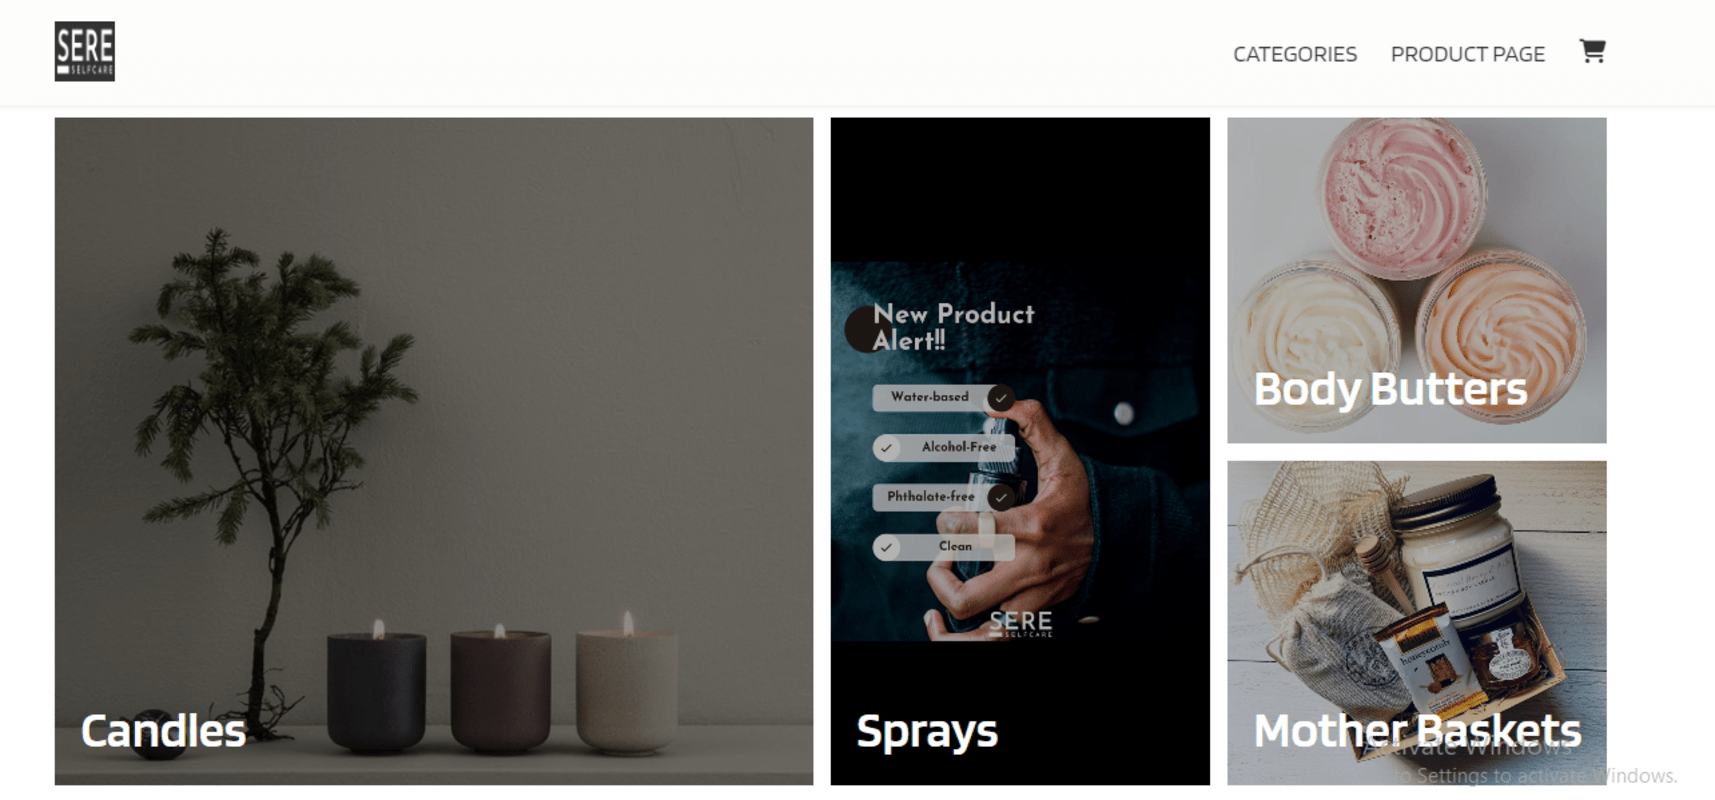 SERE
SELFCARE
CATEGORIES
PRODUCT PAGE
New Product
Alert!!
Water-based
Alcohol-Free
Phthalate-free
Clean
SERE
SELFCARE
Candles
Sprays
Body Butters
honeycomb
Mother Baskets
Activate Windows
to Settings to activate Windows.